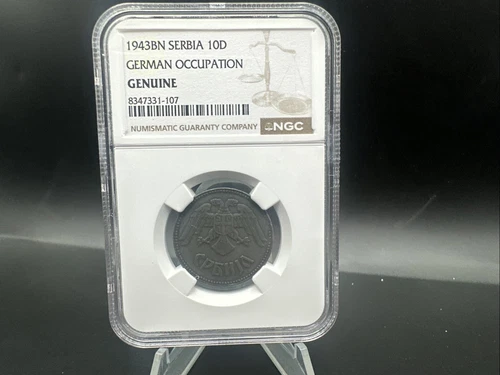 1943BN SERBIA 10D
GERMAN OCCUPATION
GENUINE
8347331-107
NUMISMATIC GUARANTY COMPANY NGC
СРБИЈА